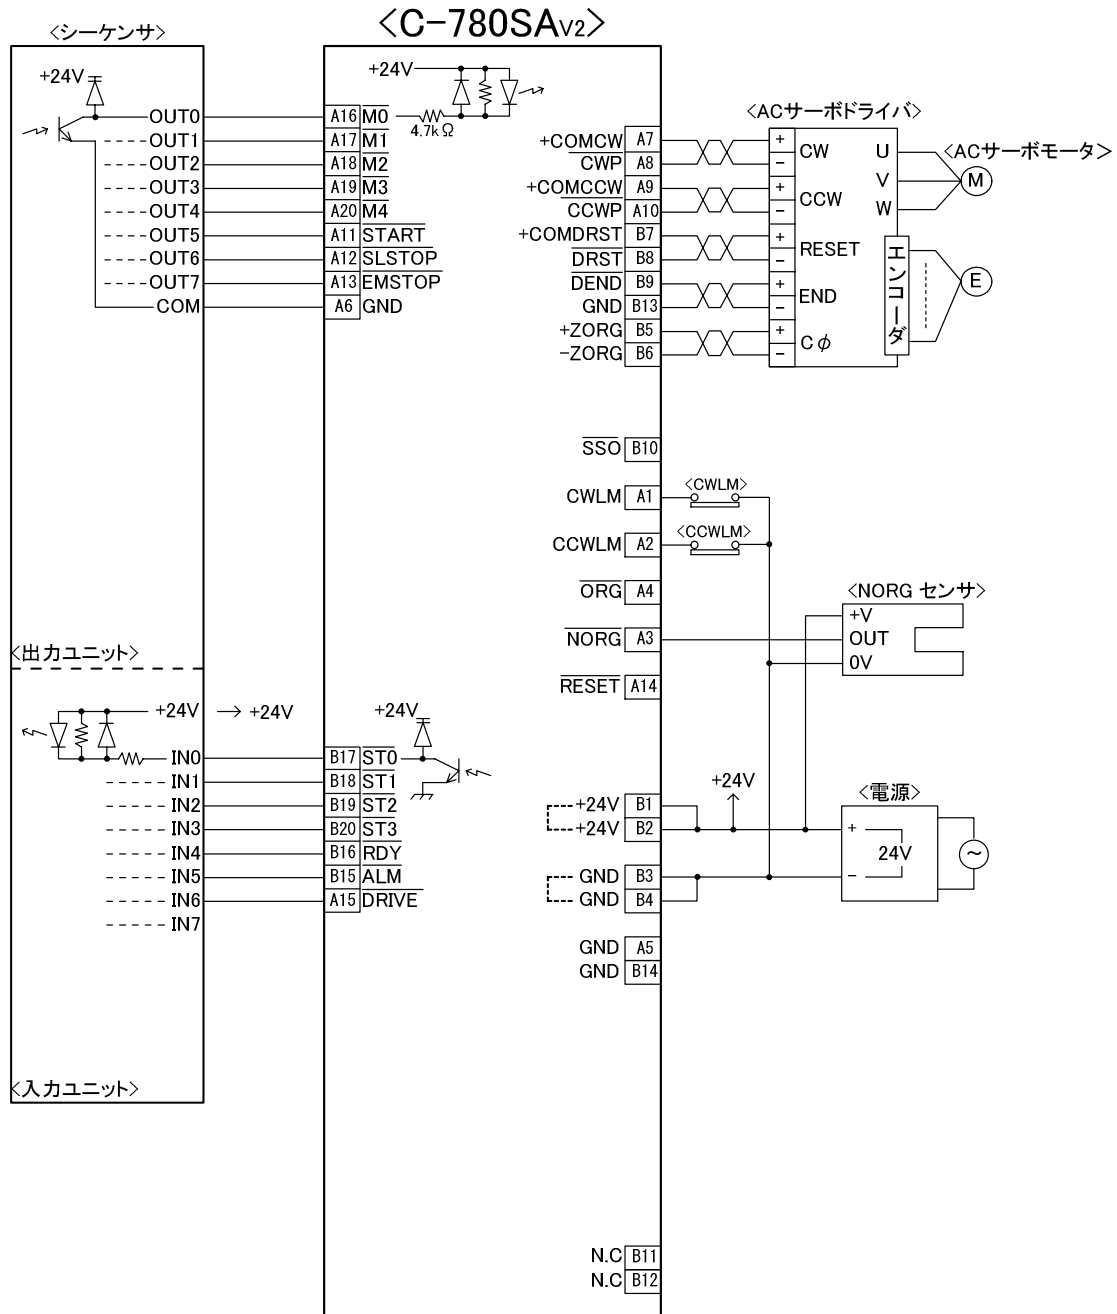 <C-780SAV2>
<シーケンサ>
+24V
OUT0
OUT1
OUT2
OUT3
OUT4
OUT5
OUT6
OUT7
COM
<出力ユニット>
+24V → +24V
IN0
IN1
IN2
IN3
IN4
IN5
IN6
IN7
<入力ユニット>
+24V
4.7kΩ
A16 M0
A17 M1
A18 M2
A19 M3
A20 M4
A11 START
A12 SLSTOP
A13 EMSTOP
A6 GND
+24V
B17 ST0
B18 ST1
B19 ST2
B20 ST3
B16 RDY
B15 ALM
A15 DRIVE
+COMCW A7
CWP A8
+COMCCW A9
CCWP A10
+COMDRST B7
DRST B8
DEND B9
GND B13
+ZORG B5
-ZORG B6
SSO B10
CWLM A1
CCWLM A2
ORG A4
NORG A3
RESET A14
+24V B1
+24V B2
GND B3
GND B4
GND A5
GND B14
N.C B11
N.C B12
<ACサーボドライバ>
+ CW
-
+ CCW
-
+ RESET
-
+ END
-
+ Cφ
-
U
V
W
エンコーダ
<ACサーボモータ>
M
E
<CWLM>
<CCWLM>
<NORG センサ>
+V
OUT
0V
+24V
<電源>
+
24V
-
~